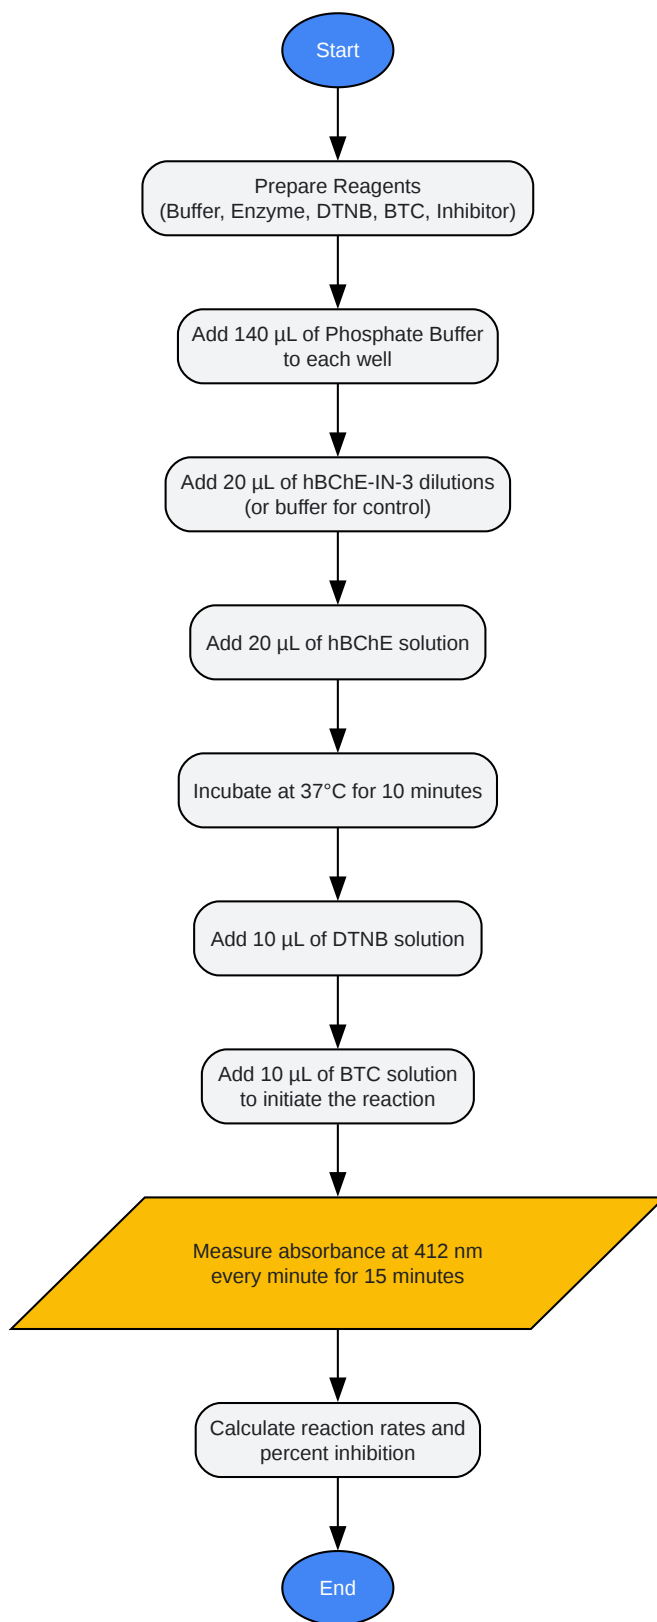 Start
Prepare Reagents
(Buffer, Enzyme, DTNB, BTC, Inhibitor)
Add 140 µL of Phosphate Buffer
to each well
Add 20 µL of hBChE-IN-3 dilutions
(or buffer for control)
Add 20 µL of hBChE solution
Incubate at 37°C for 10 minutes
Add 10 µL of DTNB solution
Add 10 µL of BTC solution
to initiate the reaction
Measure absorbance at 412 nm
every minute for 15 minutes
Calculate reaction rates and
percent inhibition
End